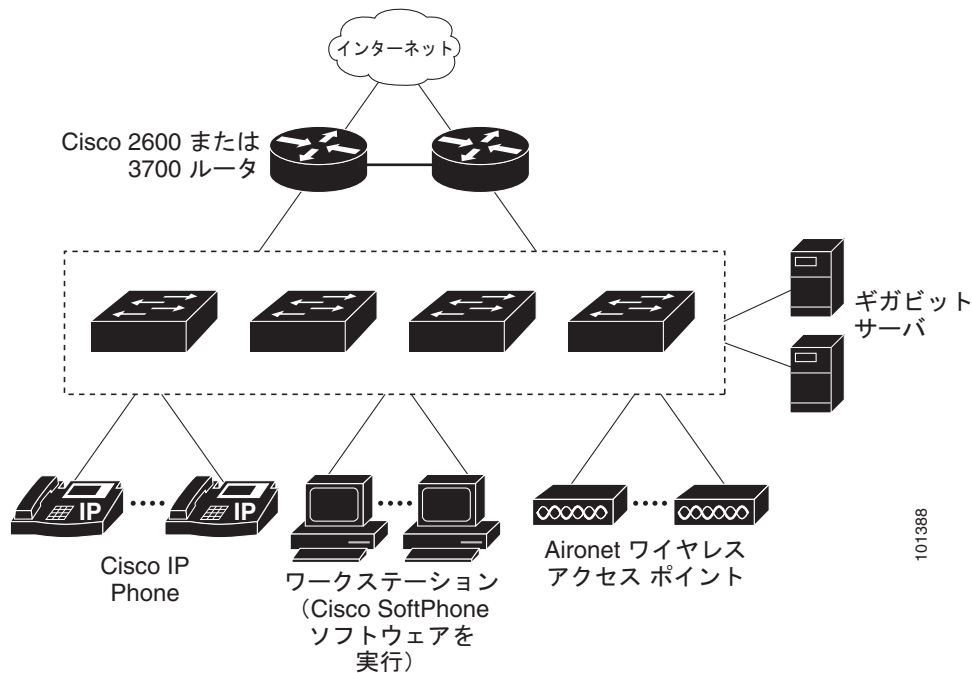 インターネット
Cisco 2600 または
3700 ルータ
ギガビット
サーバ
IP
IP
Cisco IP
Phone
ワークステーション
（Cisco SoftPhone
ソフトウェアを
実行）
Aironet ワイヤレス
アクセス ポイント
101388